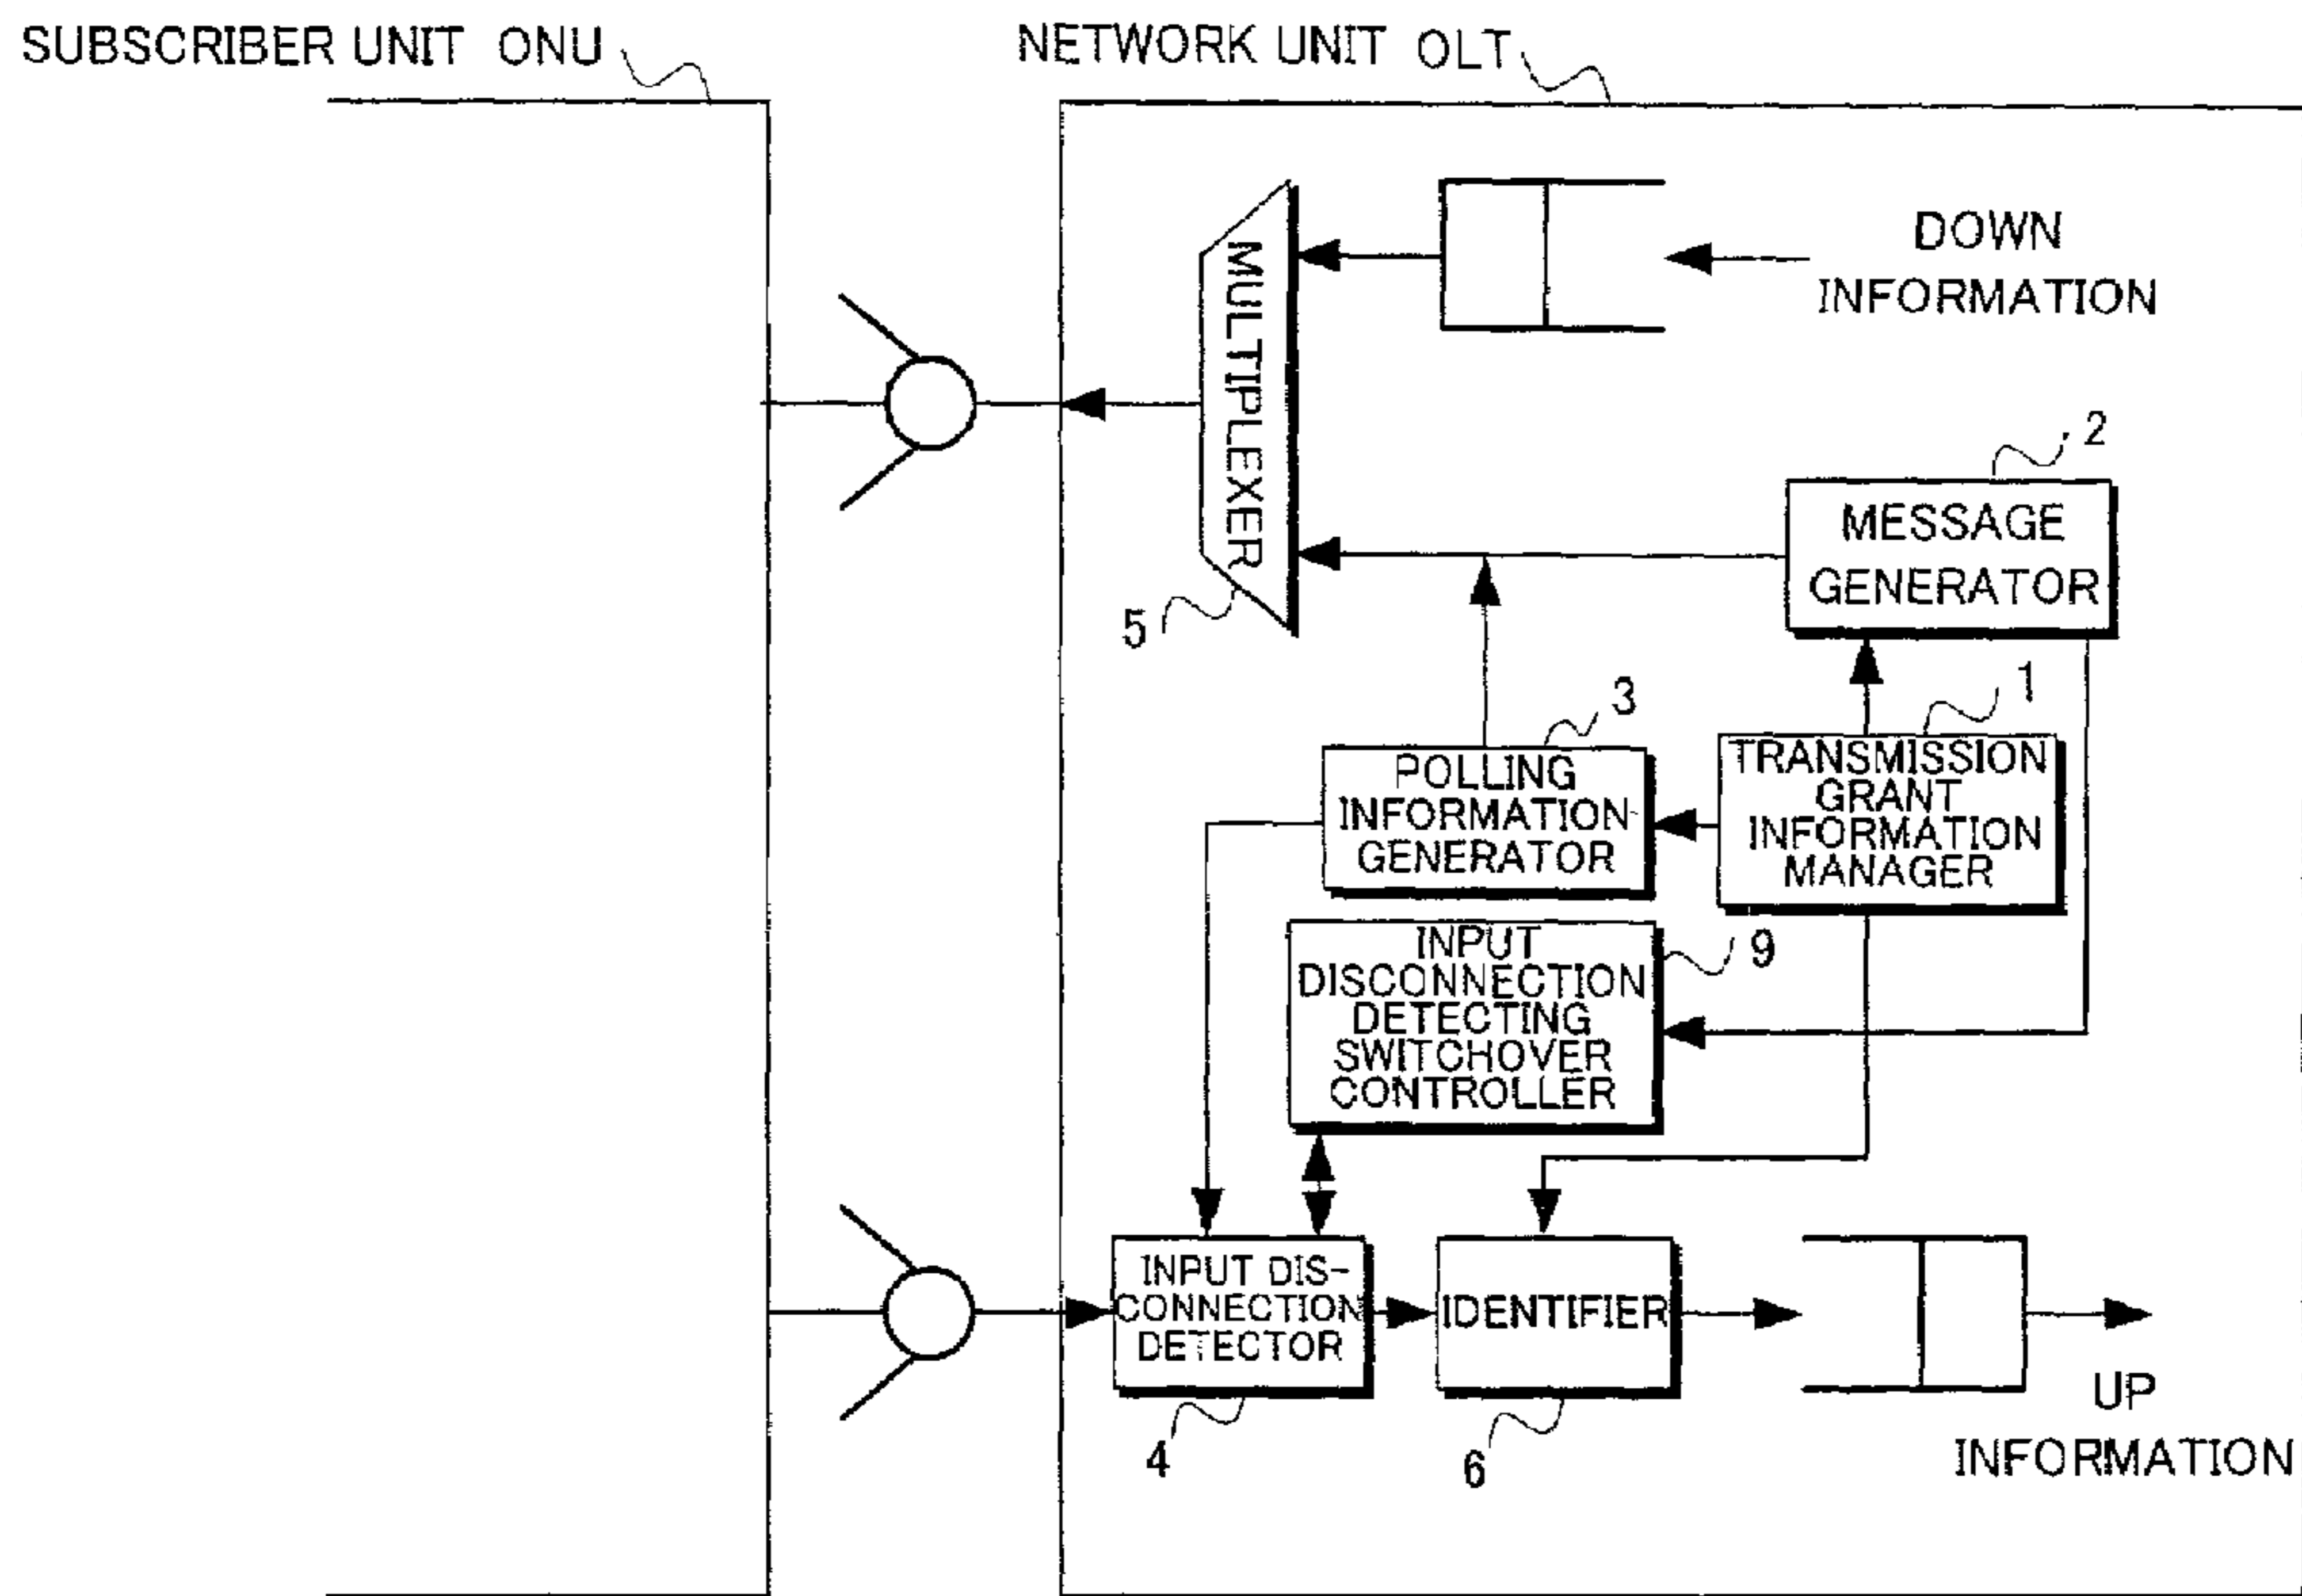 SUBSCRIBER UNIT ONU
NETWORK UNIT OLT
DOWN
INFORMATION
MULTIPLEXER
5
2
MESSAGE
GENERATOR
3
1
POLLING
INFORMATION
GENERATOR
TRANSMISSION
GRANT
INFORMATION
MANAGER
INPUT
DISCONNECTION
DETECTING
SWITCHOVER
CONTROLLER
9
INPUT DIS-
CONNECTION
DETECTOR
4
IDENTIFIER
6
UP
INFORMATION